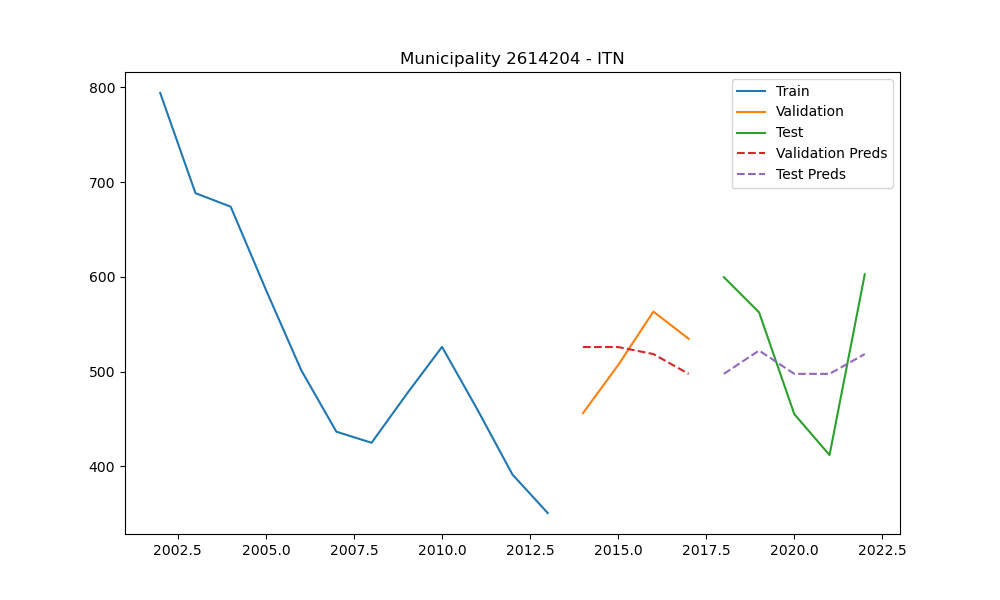 Municipality 2614204 - ITN
Train
Validation
Test
Validation Preds
Test Preds
800
700
600
500
400
2002.5 2005.0 2007.5 2010.0 2012.5 2015.0 2017.5 2020.0 2022.5